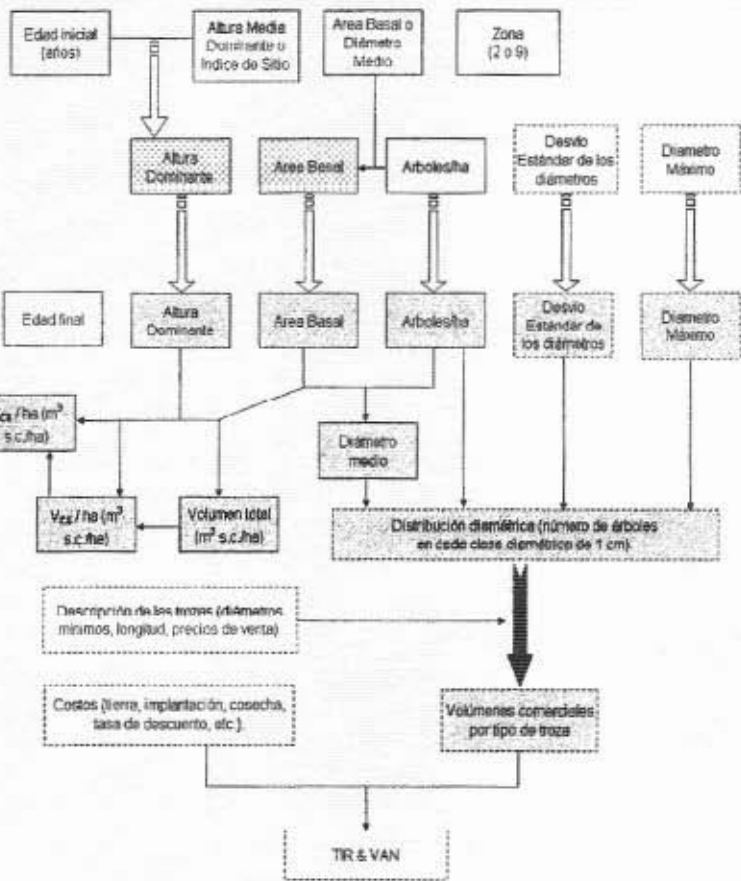 Edad inicial
(años)
Altura Media
Dominante o
Indice de Sitio
Area Basal o
Diámetro
Medio
Zona
(2 o 9)
Altura
Dominante
Area Basal
Arboles/ha
Desvío
Estándar de los
diámetros
Diametro
Máximo
Edad final
Altura
Dominante
Area Basal
Arboles/ha
Desvío
Estándar de
los diámetros
Diametro
Máximo
/ ha (m³
s.c./ha)
Diámetro
medio
/ ha (m³
s.c./ha)
Volumen total
(m³ s.c./ha)
Distribución diamétrica (número de árboles
en cada clase diamétrica de 1 cm)
Descripción de las trozas (diámetros
mínimos, longitud, precios de venta)
Costos (tierra, implantación, cosecha,
tasa de descuento, etc.).
Volúmenes comerciales
por tipo de troza
TIR & VAN